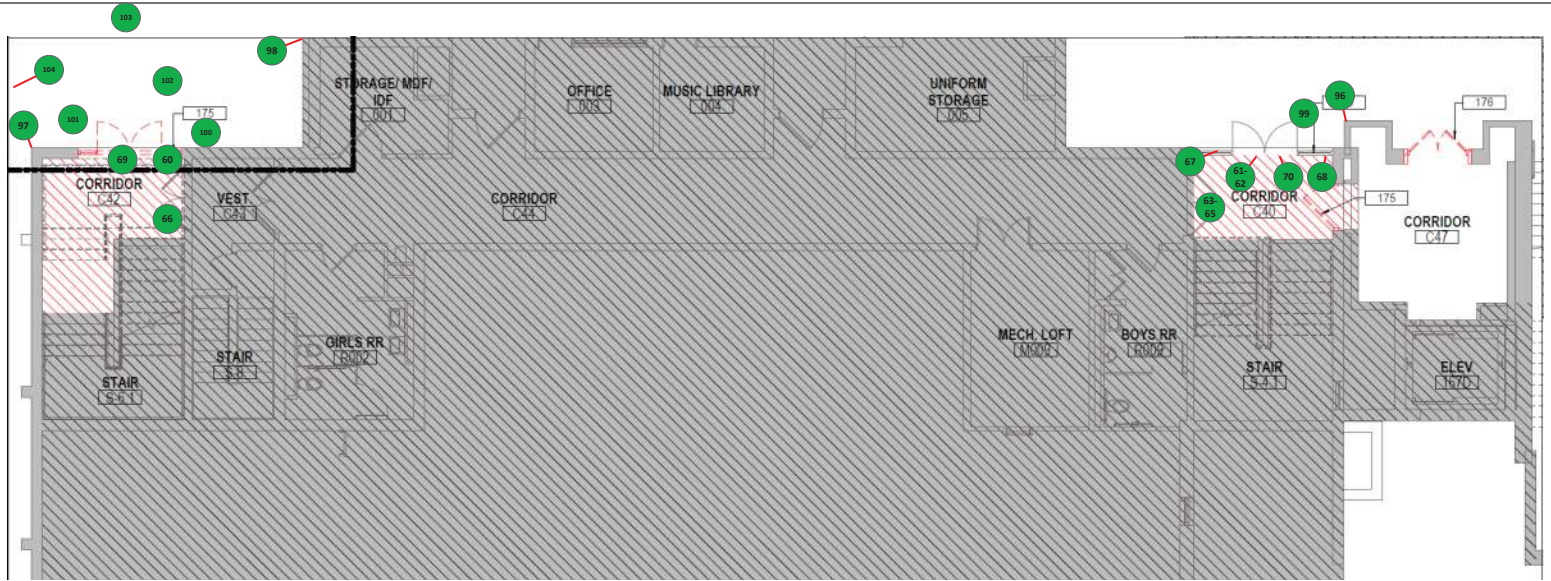 103
98
104
102
STORAGE/ MDF/
IDF
001
OFFICE
003
MUSIC LIBRARY
004
UNIFORM
STORAGE
005
175
101
100
97
99
96
176
69
60
67
61-
62
70
68
CORRIDOR
C42
VEST.
C43
CORRIDOR
C44
63-
65
CORRIDOR
C40
175
66
CORRIDOR
C47
STAIR
S-6.1
STAIR
S-8
GIRLS RR
R002
MECH. LOFT
M009
BOYS RR
R009
STAIR
S-4.1
ELEV
167D